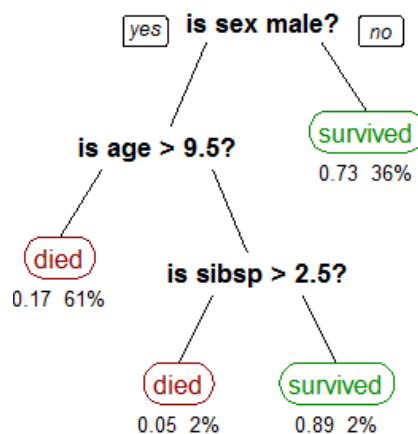 yes is sex male? no
survived
0.73 36%
is age > 9.5?
died
0.17 61%
is sibsp > 2.5?
died survived
0.05 2% 0.89 2%